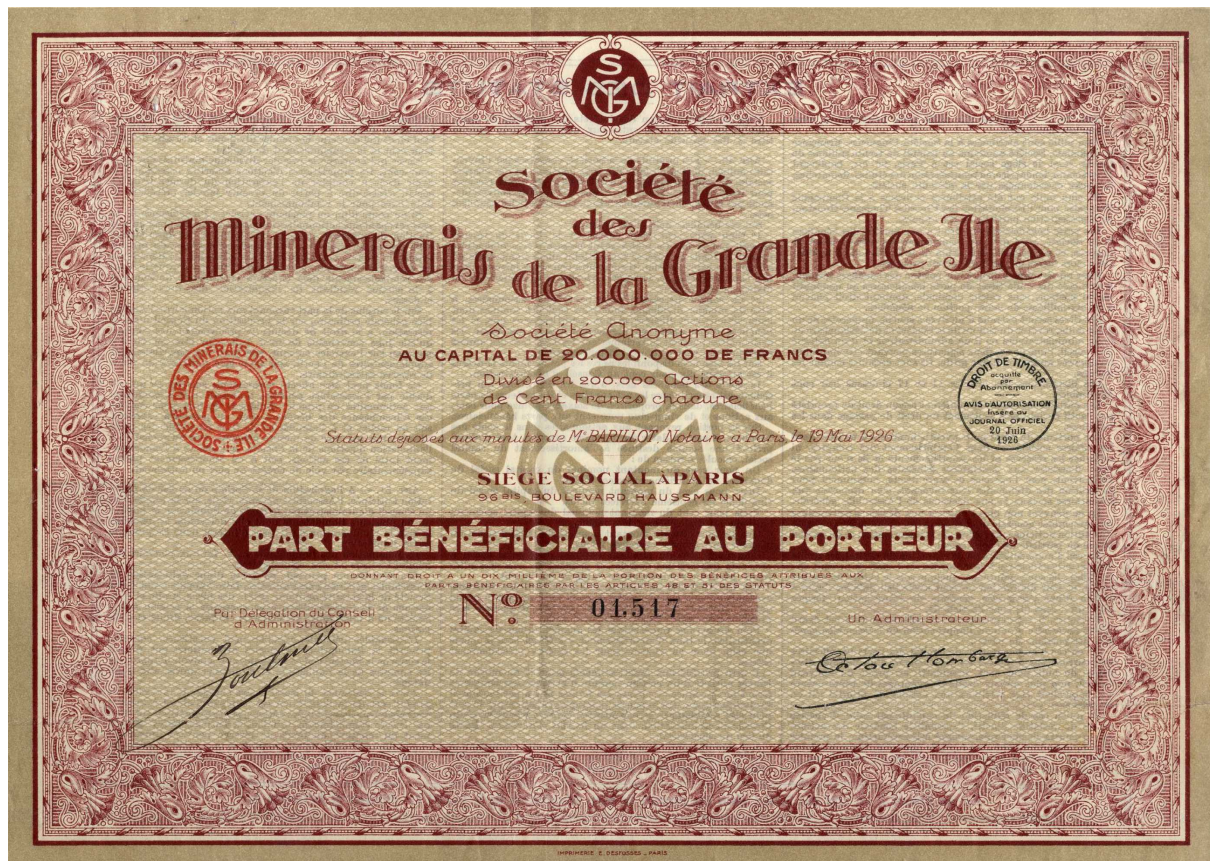 SMGI
Société
des
Minerais de la Grande Ile
Société Anonyme
AU CAPITAL DE 20.000.000 DE FRANCS
Divisé en 200.000 Actions
de Cent Francs chacune
SOCIÉTÉ DES MINERAIS DE LA GRANDE ILE
SMGI
DROIT DE TIMBRE
acquitté
par
Abonnement
AVIS D'AUTORISATION
Inséré au
JOURNAL OFFICIEL
20 Juin
1926
Statuts déposés aux minutes de Me BARILLOT, Notaire à Paris, le 19 Mai 1926
SIÈGE SOCIAL À PARIS
96 BIS, BOULEVARD HAUSSMANN
PART BÉNÉFICIAIRE AU PORTEUR
DONNANT DROIT A UN DIX MILLIÈME DE LA PORTION DES BÉNÉFICES ATTRIBUÉS AUX
PARTS BÉNÉFICIAIRES PAR LES ARTICLES 48 ET 51 DES STATUTS
No. 01.517
Pr. Délégation du Conseil
d'Administration
Un Administrateur
Octave Homberg
IMPRIMERIE E. DESFOSSÉS _ PARIS